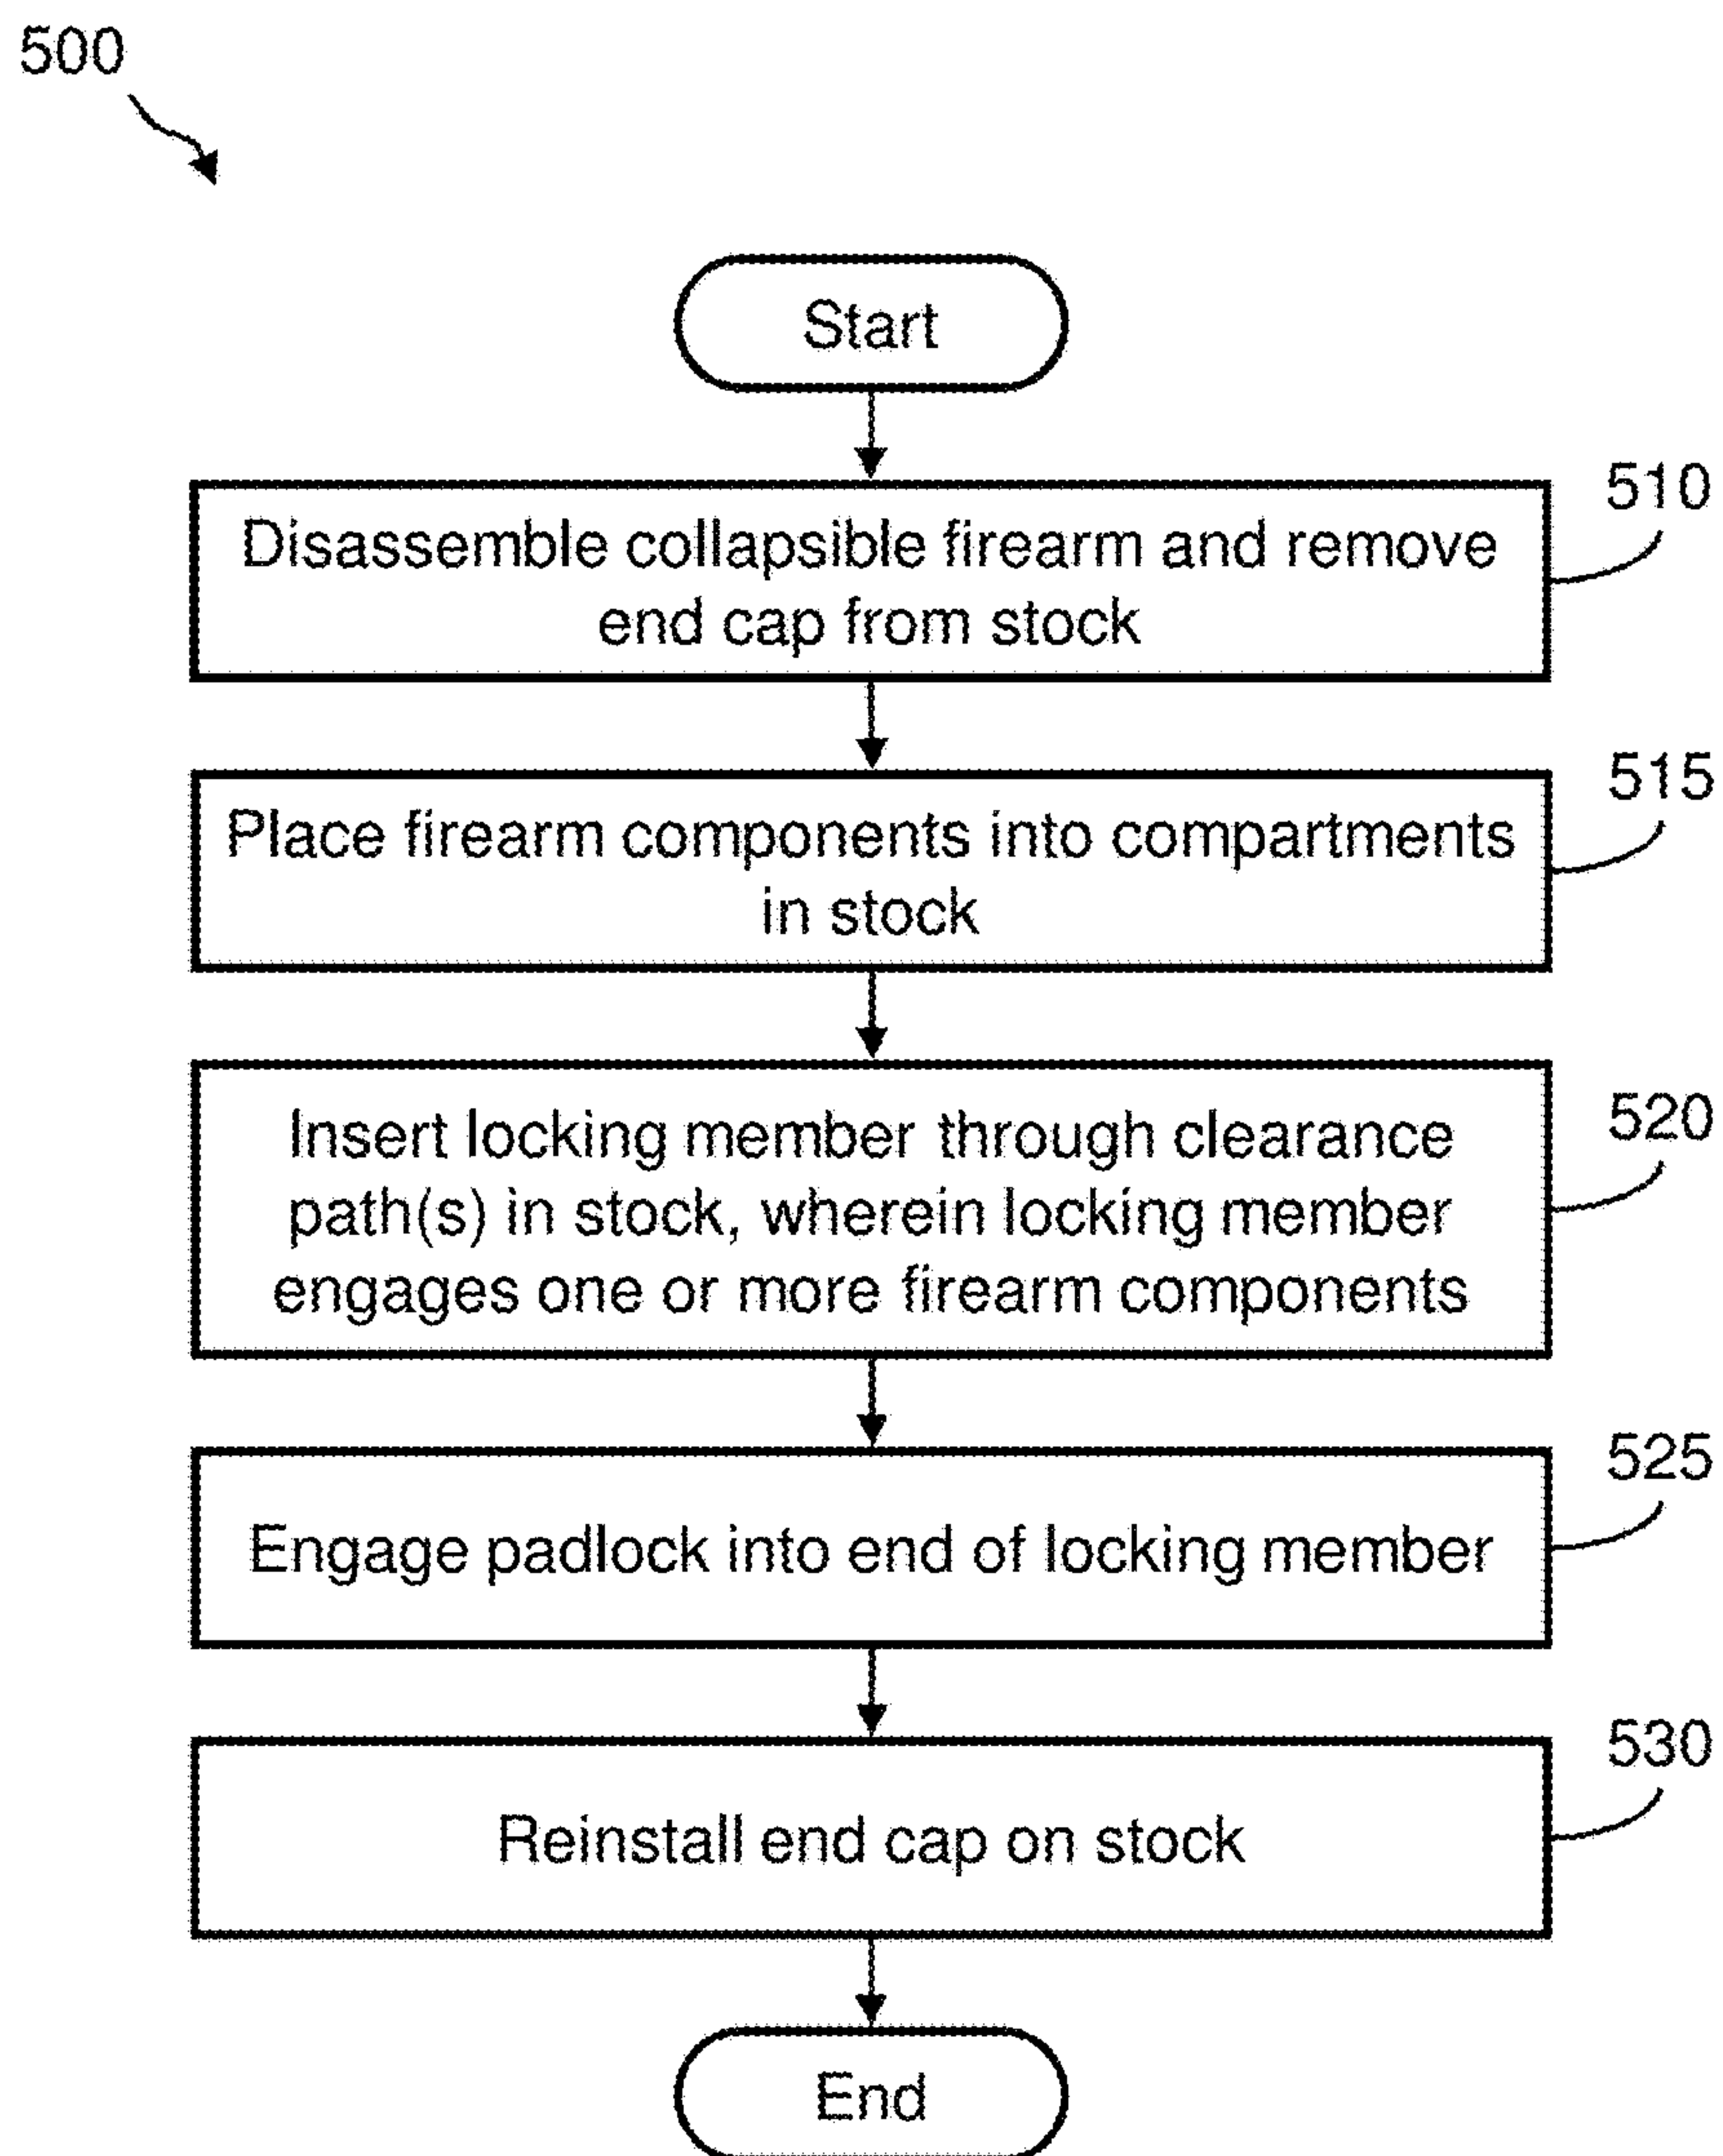 500
Start
510
Disassemble collapsible firearm and remove
end cap from stock
515
Place firearm components into compartments
in stock
520
Insert locking member through clearance
path(s) in stock, wherein locking member
engages one or more firearm components
525
Engage padlock into end of locking member
530
Reinstall end cap on stock
End